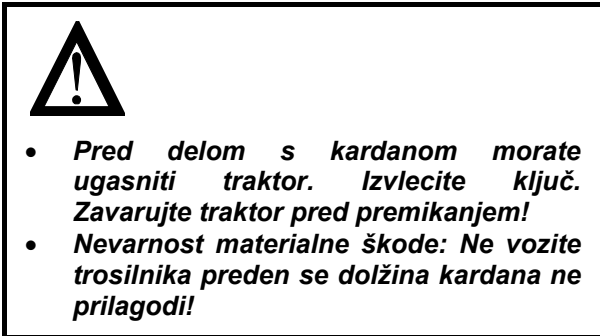 • Pred delom s kardanom morate
ugasniti traktor. Izvlecite ključ.
Zavarujte traktor pred premikanjem!
• Nevarnost materialne škode: Ne vozite
trosilnika preden se dolžina kardana ne
prilagodi!